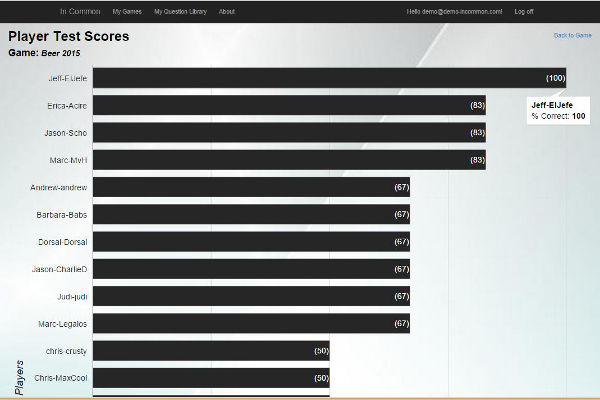 In Common My Games My Question Library About Hello demo@demo-incommon.com! Log off
Player Test Scores
Back to Game
Game: Beer 2015
Jeff-ElJefe (100)
Erica-Acire (83)
Jeff-ElJefe
% Correct: 100
Jason-Scho (83)
Marc-MvH (83)
Andrew-andrew (67)
Barbara-Babs (67)
Dorsal-Dorsal (67)
Jason-CharlieD (67)
Judi-judi (67)
Marc-Legalos (67)
chris-crusty (50)
Chris-MaxCool (50)
Players